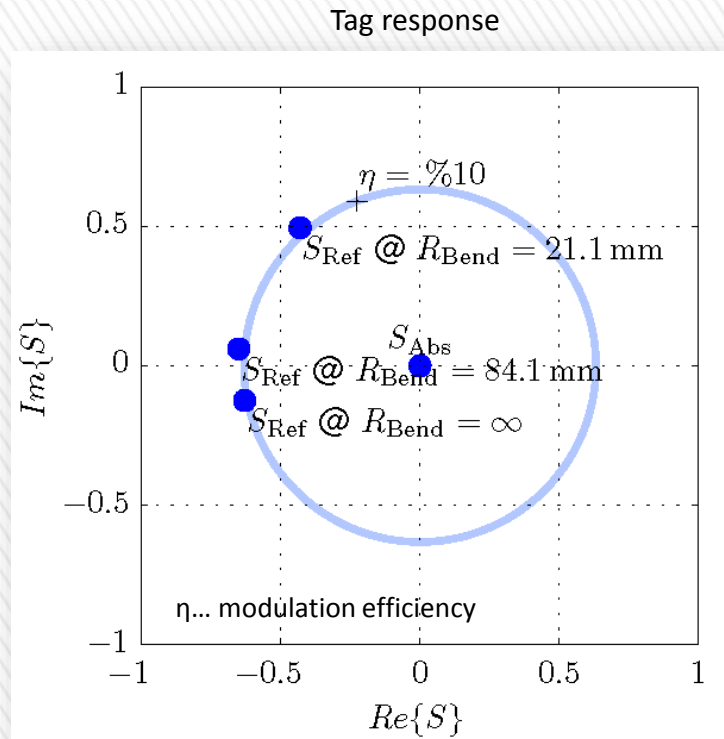 Tag response
1
0.5
0
−0.5
−1
η = %10
S_Ref @ R_Bend = 21.1 mm
S_Abs
S_Ref @ R_Bend = 84.1 mm
S_Ref @ R_Bend = ∞
η... modulation efficiency
−1 −0.5 0 0.5 1
Re{S}
Im{S}